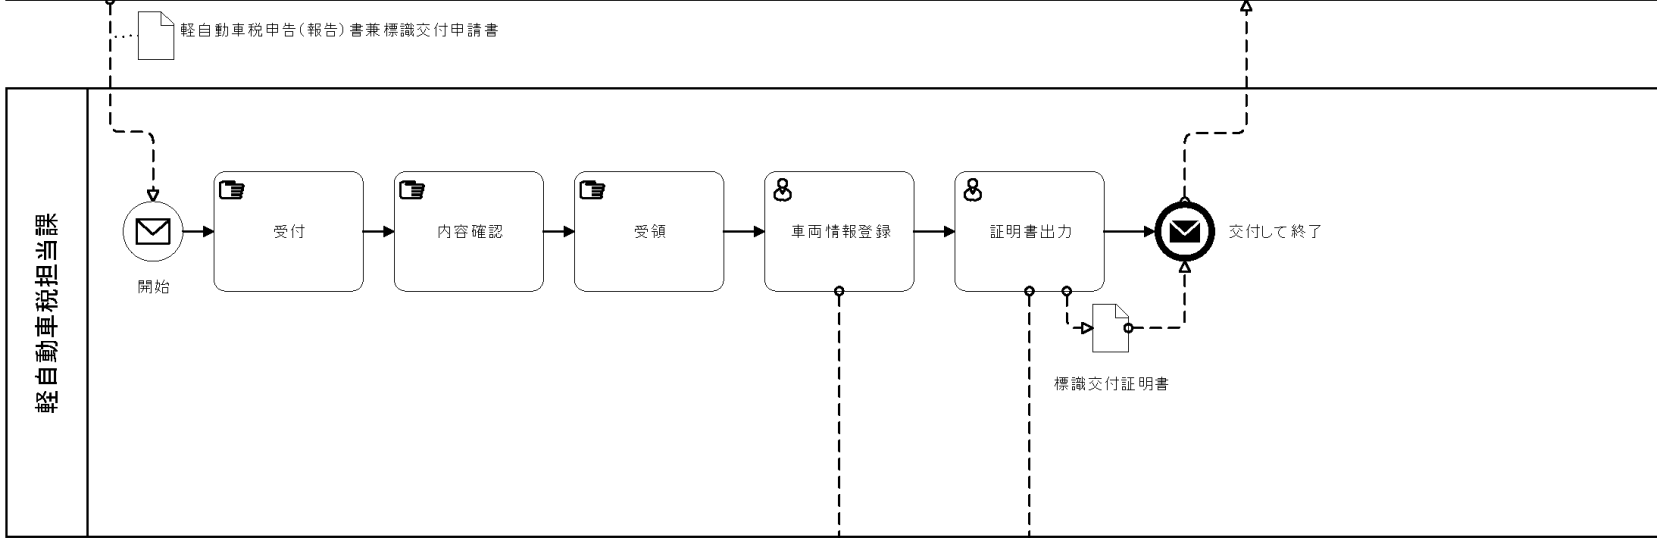 軽自動車税申告(報告)書兼標識交付申請書
軽自動車税担当課
開始
受付
内容確認
受領
車両情報登録
証明書出力
交付して終了
標識交付証明書